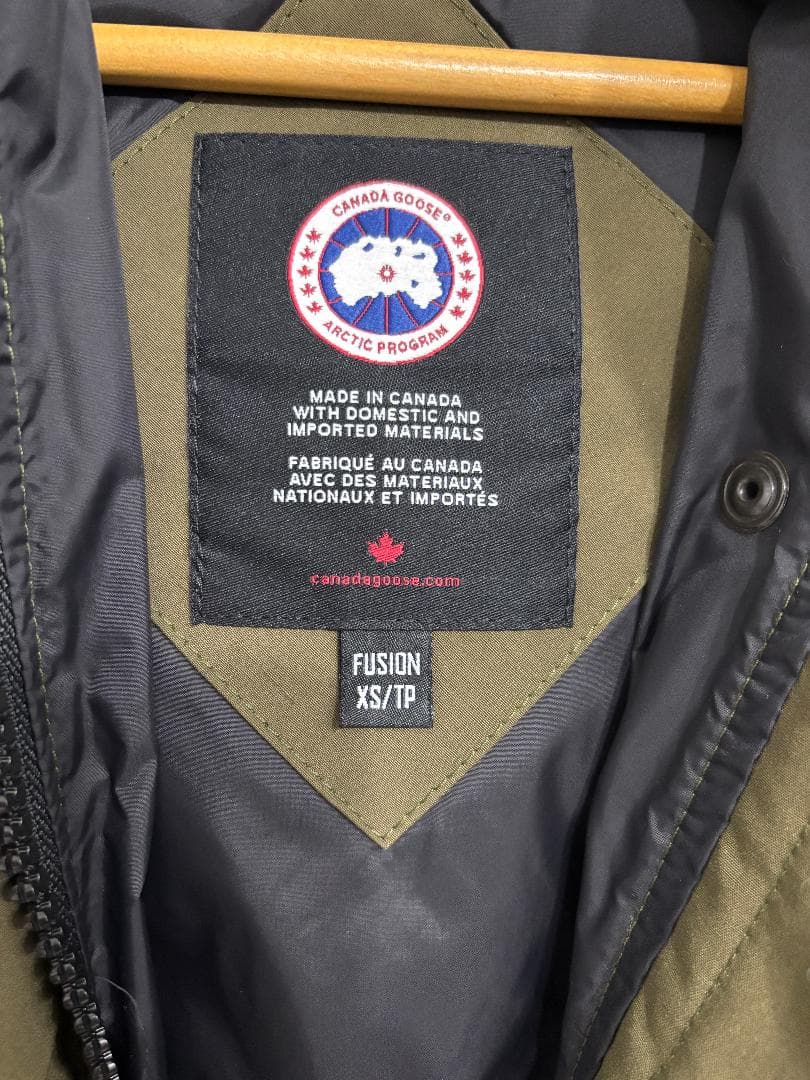 CANADA GOOSE®
ARCTIC PROGRAM
MADE IN CANADA
WITH DOMESTIC AND
IMPORTED MATERIALS
FABRIQUÉ AU CANADA
AVEC DES MATERIAUX
NATIONAUX ET IMPORTÉS
canadagoose.com
FUSION
XS/TP